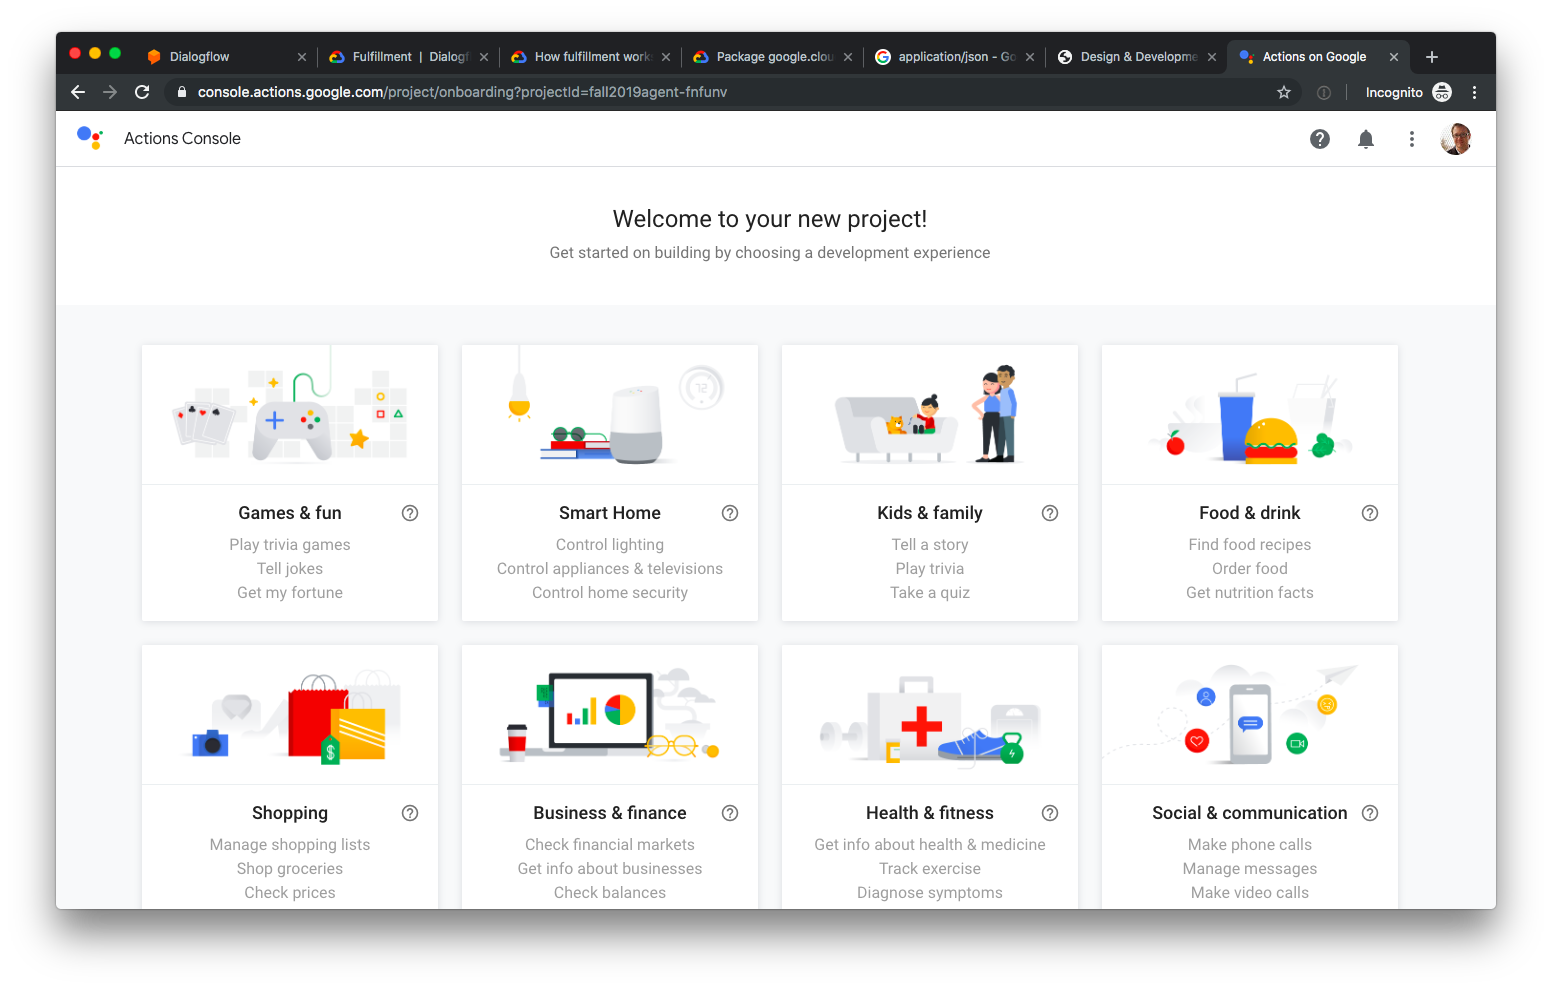 Dialogflow
Fulfillment | Dialogf
How fulfillment work
Package google.clou
application/json - Go
Design & Developme
Actions on Google
console.actions.google.com/project/onboarding?projectId=fall2019agent-fnfunv
Incognito
Actions Console
Welcome to your new project!
Get started on building by choosing a development experience
72
Games & fun
Play trivia games
Tell jokes
Get my fortune
Smart Home
Control lighting
Control appliances & televisions
Control home security
Kids & family
Tell a story
Play trivia
Take a quiz
Food & drink
Find food recipes
Order food
Get nutrition facts
$
Shopping
Manage shopping lists
Shop groceries
Check prices
Business & finance
Check financial markets
Get info about businesses
Check balances
Health & fitness
Get info about health & medicine
Track exercise
Diagnose symptoms
Social & communication
Make phone calls
Manage messages
Make video calls